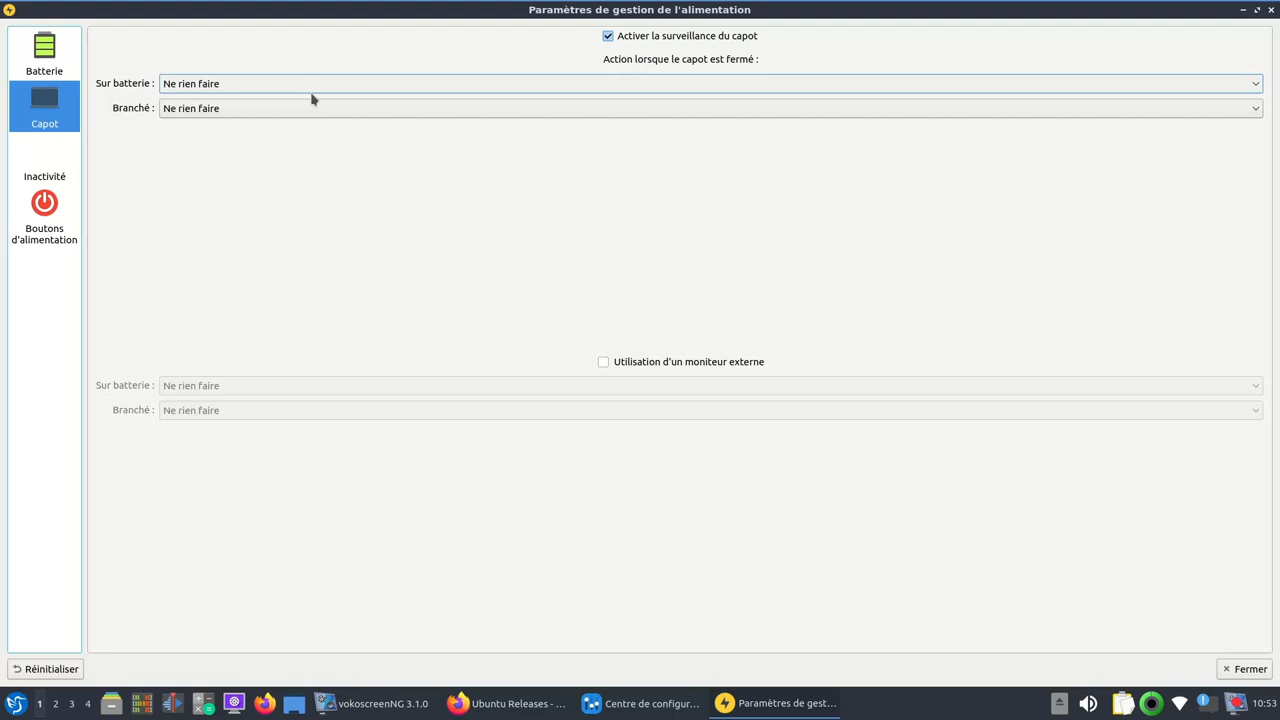 Paramètres de gestion de l'alimentation
Batterie
Capot
Inactivité
Boutons
d'alimentation
Activer la surveillance du capot
Action lorsque le capot est fermé :
Sur batterie : Ne rien faire
Branché : Ne rien faire
Utilisation d'un moniteur externe
Sur batterie : Ne rien faire
Branché : Ne rien faire
Réinitialiser
Fermer
1 2 3 4 vokoscreenNG 3.1.0 Ubuntu Releases - ... Centre de configur... Paramètres de gest... 10:53